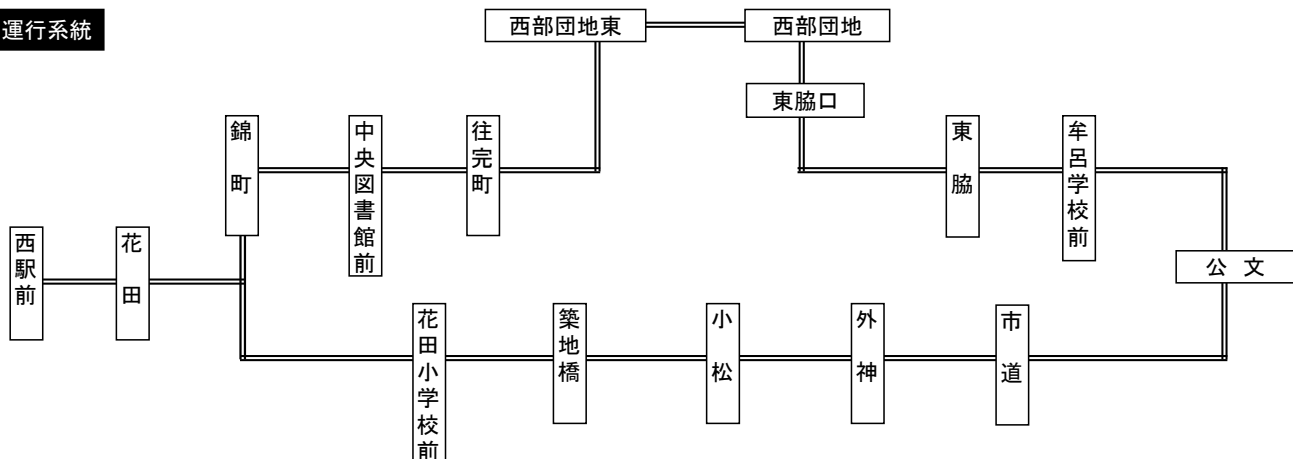 運行系統
西部団地東
西部団地
東脇口
錦町
中央図書館前
往完町
東脇
牟呂学校前
西駅前
花田
公文
花田小学校前
築地橋
小松
外神
市道